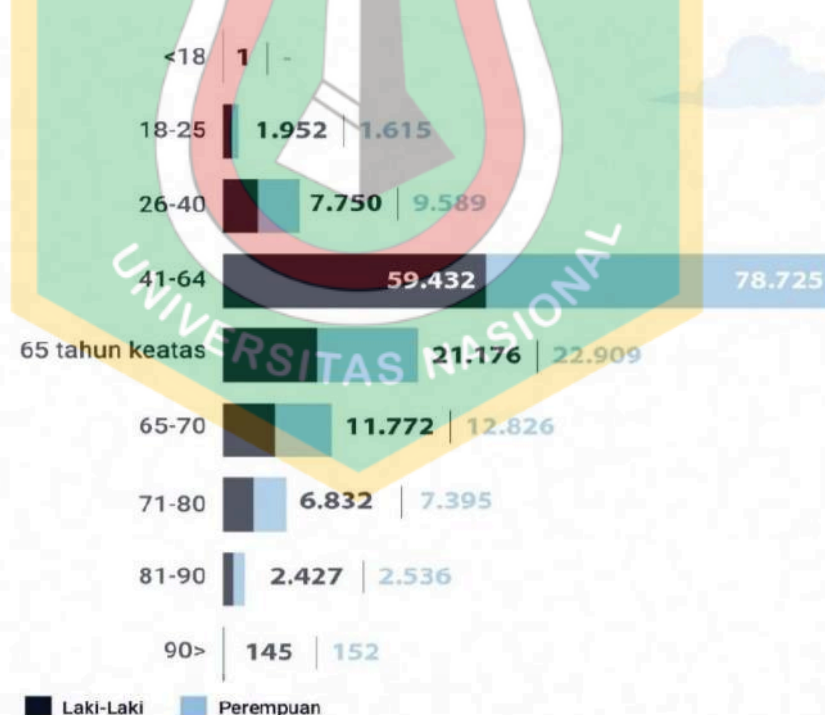 <18 1 | -
18-25 1.952 | 1.615
26-40 7.750 | 9.589
41-64 59.432 78.725
65 tahun keatas 21.176 | 22.909
65-70 11.772 | 12.826
71-80 6.832 | 7.395
81-90 2.427 | 2.536
90> 145 | 152
Laki-Laki Perempuan
UNIVERSITAS NASIONAL